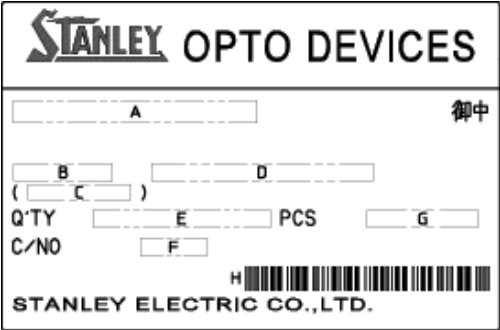 STANLEY OPTO DEVICES
A 御中
B D
( C )
Q'TY E PCS G
C/NO F
H
STANLEY ELECTRIC CO.,LTD.